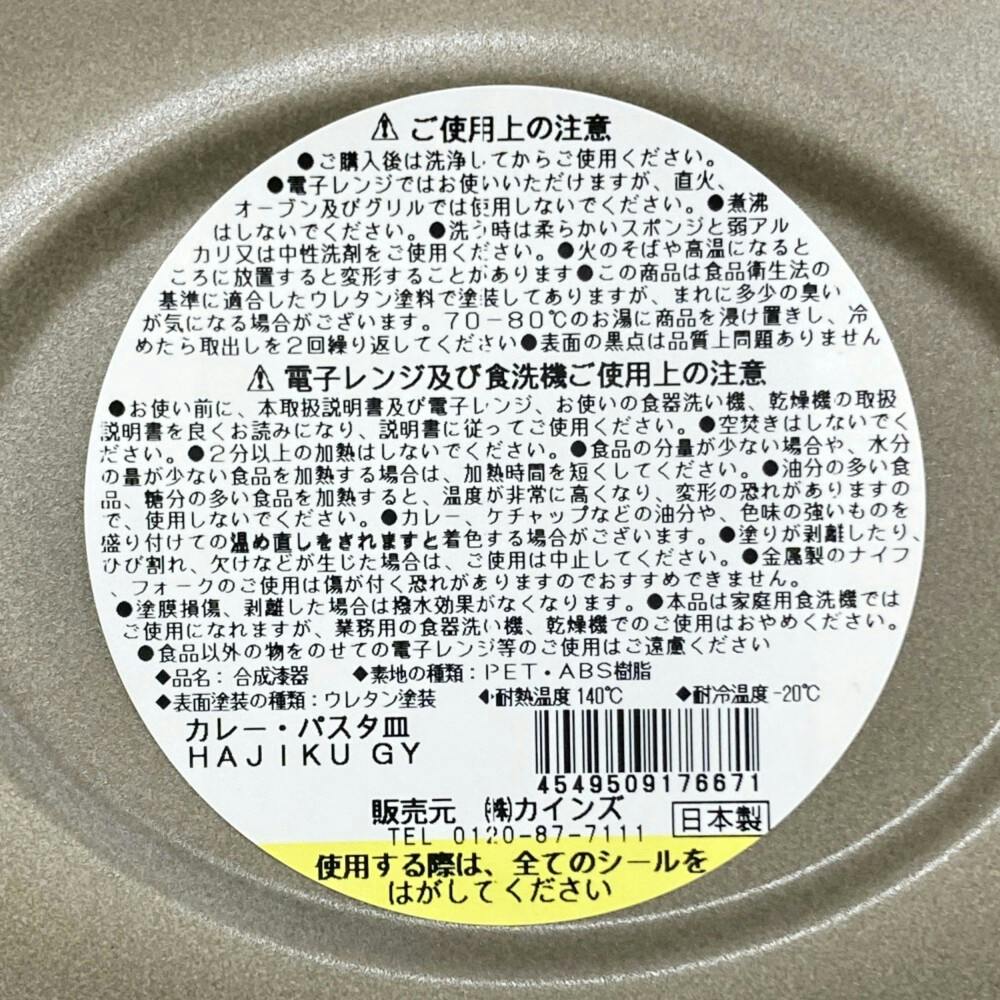 ⚠ ご使用上の注意
●ご購入後は洗浄してからご使用ください。
●電子レンジではお使いいただけますが、直火、
オーブン及びグリルでは使用しないでください。●煮沸
はしないでください。●洗う時は柔らかいスポンジと弱アル
カリ又は中性洗剤をご使用ください。●火のそばや高温になると
ころに放置すると変形することがあります●この商品は食品衛生法の
基準に適合したウレタン塗料で塗装してありますが、まれに多少の臭い
が気になる場合がございます。70－80℃のお湯に商品を浸け置きし、冷
めたら取出しを2回繰り返してください●表面の黒点は品質上問題ありません
⚠ 電子レンジ及び食洗機ご使用上の注意
●お使い前に、本取扱説明書及び電子レンジ、お使いの食器洗い機、乾燥機の取扱
説明書を良くお読みになり、説明書に従ってご使用ください。●空焚きはしないでく
ださい。●2分以上の加熱はしないでください。●食品の分量が少ない場合や、水分
の量が少ない食品を加熱する場合は、加熱時間を短くしてください。●油分の多い食
品、糖分の多い食品を加熱すると、温度が非常に高くなり、変形の恐れがありますの
で、使用しないでください。●カレー、ケチャップなどの油分や、色味の強いものを
盛り付けての温め直しをされますと着色する場合がございます。●塗りが剥離したり、
ひび割れ、欠けなどが生じた場合は、使用は中止してください。●金属製のナイフ
、フォークのご使用は傷が付く恐れがありますのでおすすめできません。
●塗膜損傷、剥離した場合は撥水効果がなくなります。●本品は家庭用食洗機では
ご使用になれますが、業務用の食器洗い機、乾燥機でのご使用はおやめください。
●食品以外の物をのせての電子レンジ等のご使用はご遠慮ください
◆品名：合成漆器 ◆素地の種類：PET・ABS樹脂
◆表面塗装の種類：ウレタン塗装 ◆耐熱温度 140℃ ◆耐冷温度 -20℃
カレー・パスタ皿
HAJIKU GY
4549509176671
販売元 ㈱カインズ 日本製
TEL 0120-87-7111
使用する際は、全てのシールを
はがしてください